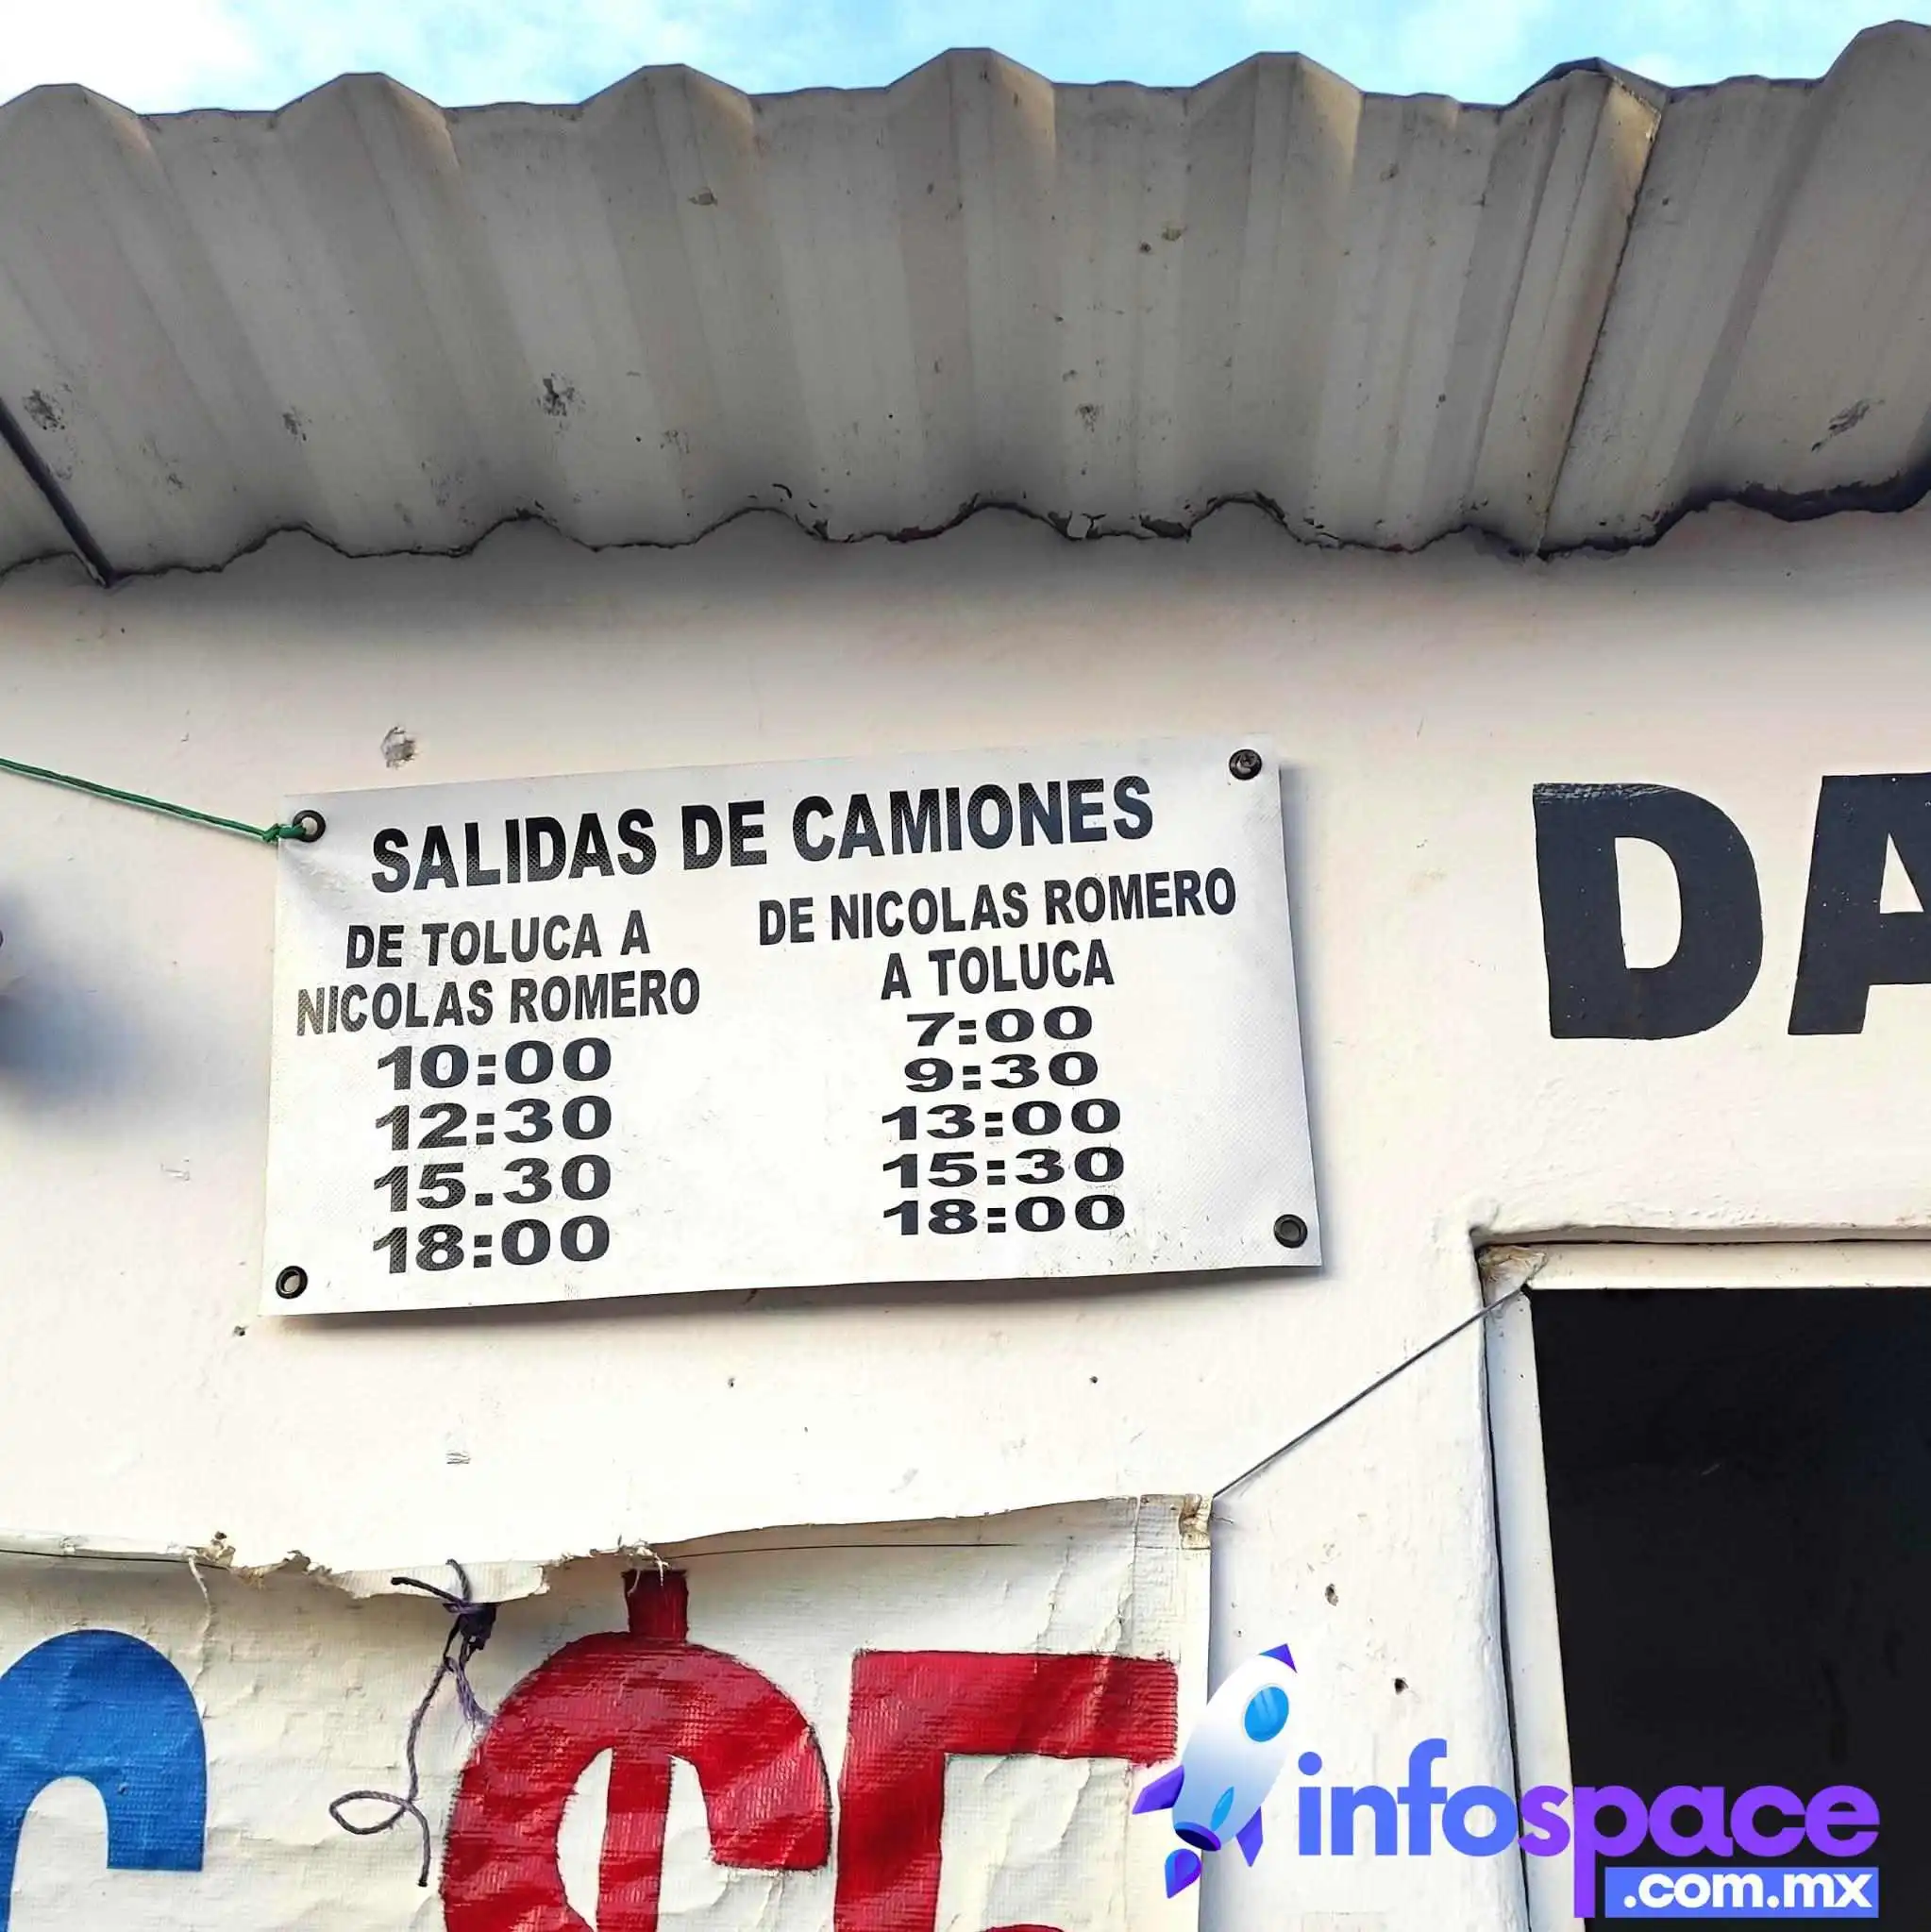 SALIDAS DE CAMIONES
DE TOLUCA A
NICOLAS ROMERO
10:00
12:30
15.30
18:00
DE NICOLAS ROMERO
A TOLUCA
7:00
9:30
13:00
15:30
18:00
DA
infospace
.com.mx